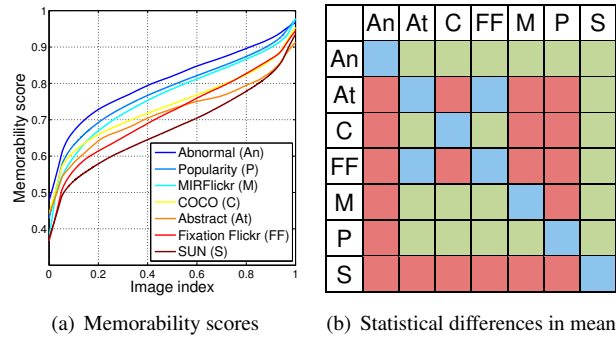 Memorability score
1
0.9
0.8
0.7
0.6
0.5
0.4
0 0.2 0.4 0.6 0.8 1
Image index
Abnormal (An)
Popularity (P)
MIRFlickr (M)
COCO (C)
Abstract (At)
Fixation Flickr (FF)
SUN (S)
(a) Memorability scores
An At C FF M P S
An
At
C
FF
M
P
S
(b) Statistical differences in mean